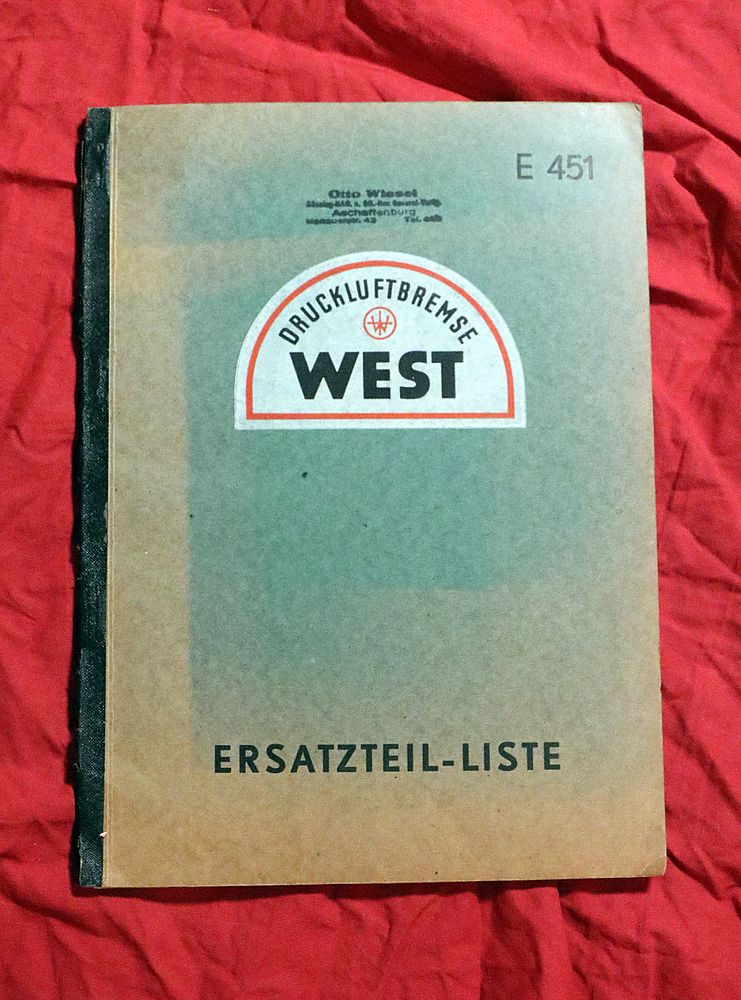 E 451
Otto Wiesel
Aschaffenburg
DRUCKLUFTBREMSE
W
WEST
ERSATZTEIL-LISTE